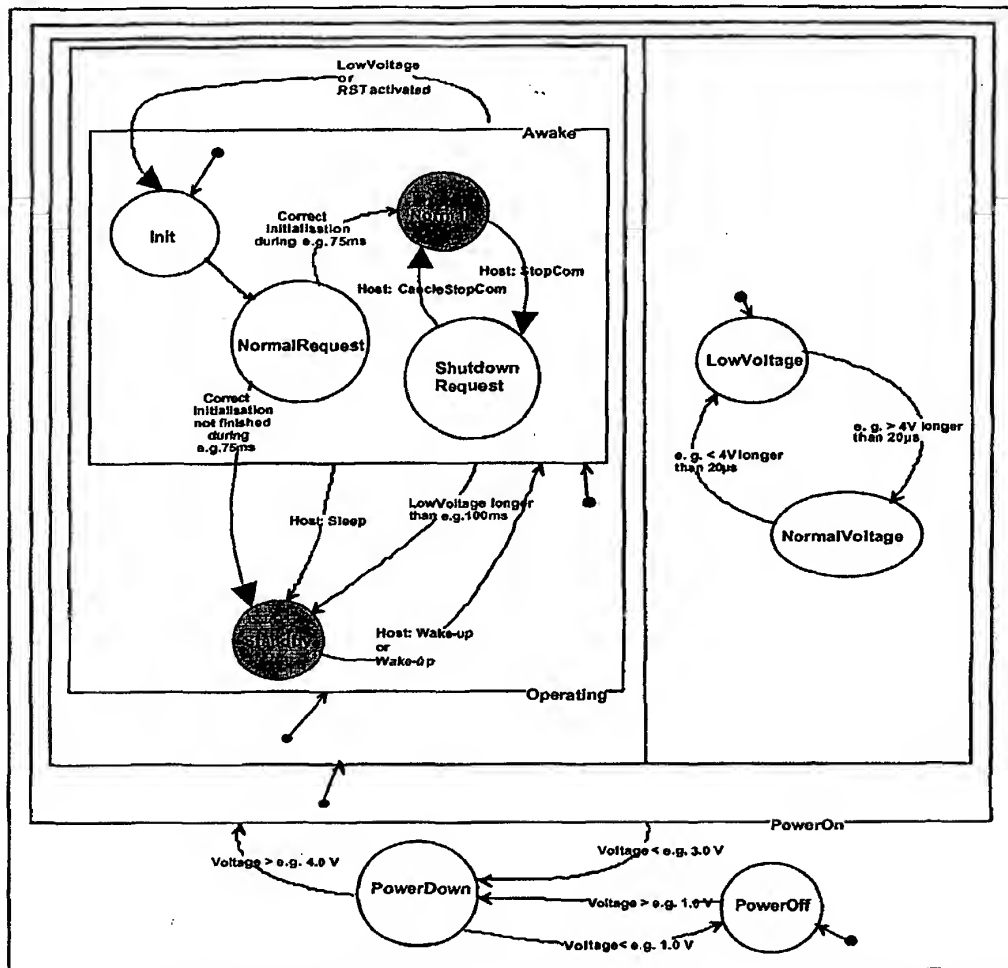 LowVoltage
or
RST activated
Awake
Init
Correct
Initialisation
during e.g. 75ms
Normal
Host: StopCom
Host: CancleStopCom
NormalRequest
Shutdown
Request
LowVoltage
Correct
Initialisation
not finished
during
e.g.75ms
e. g. > 4V longer
than 20µs
e. g. < 4V longer
than 20µs
NormalVoltage
Host: Sleep
LowVoltage longer
than e.g.100ms
Host: Wake-up
or
Wake-up
Operating
PowerOn
Voltage > e.g. 4.0 V
Voltage < e.g. 3.0 V
PowerDown
Voltage > e.g. 1.0 V
PowerOff
Voltage< e.g. 1.0 V